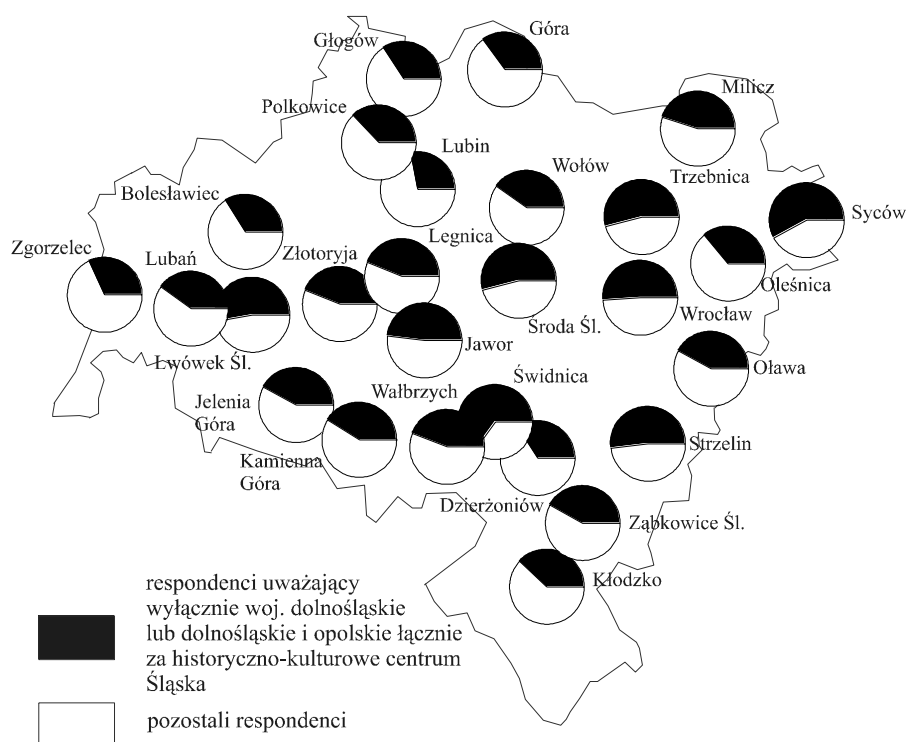 Głogów
Góra
Milicz
Polkowice
Lubin
Wołów
Trzebnica
Bolesławiec
Syców
Zgorzelec
Lubań
Złotoryja
Legnica
Oleśnica
Środa Śl.
Wrocław
Jawor
Lwówek Śl.
Oława
Wałbrzych
Świdnica
Jelenia
Góra
Strzelin
Kamienna
Góra
Dzierżoniów
Ząbkowice Śl.
Kłodzko
respondenci uważający
wyłącznie woj. dolnośląskie
lub dolnośląskie i opolskie łącznie
za historyczno-kulturowe centrum
Śląska
pozostali respondenci